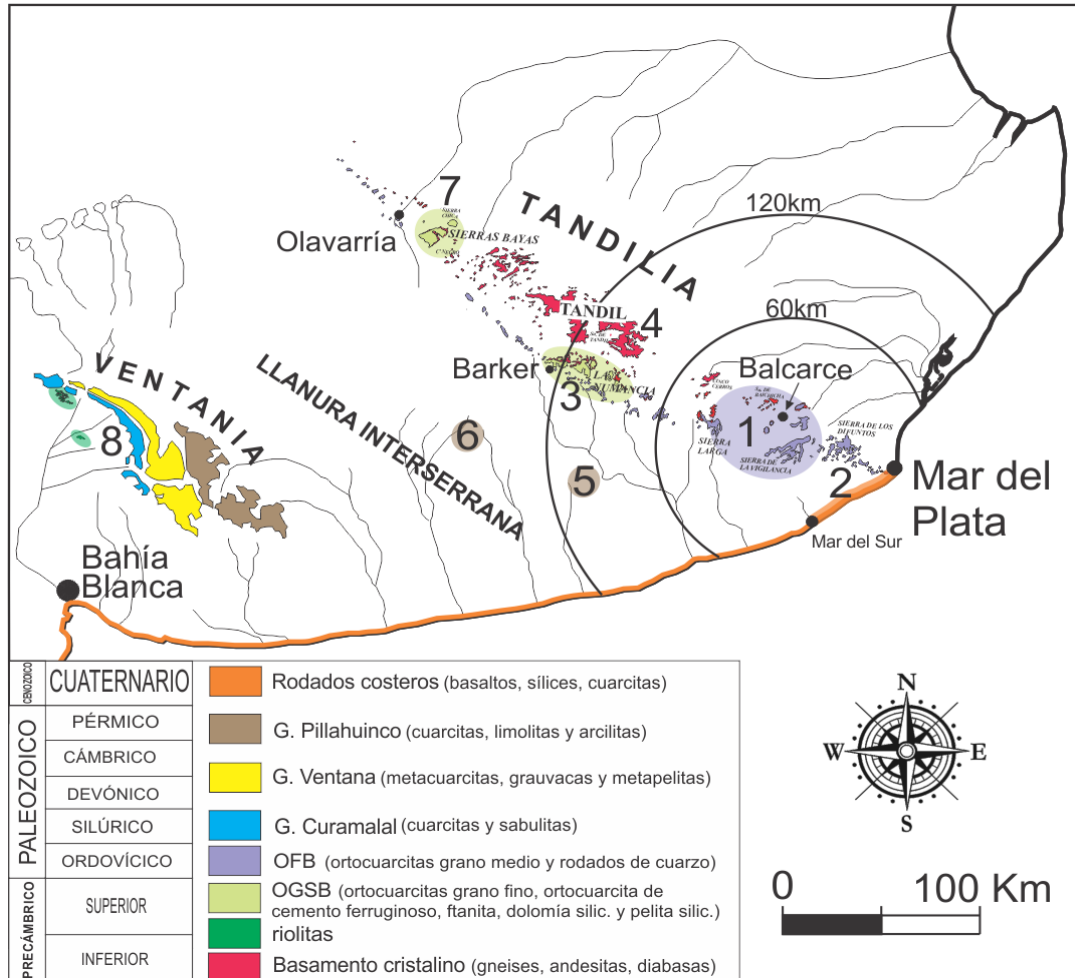 120km
7
TANDILIA
SIERRA CHICA
Olavarría
SIERRAS BAYAS
60km
TANDIL
4
VENTANIA
LLANURA INTERSERRANA
Barker
LA NUMANCIA
Balcarce
3
1
SIERRA DE LOS
DIFUNTOS
6
SIERRA
LARGA
8
SIERRA DE
LA VIGILANCIA
5
2
Mar del
Plata
Mar del Sur
Bahía
Blanca
CENOZOICO
CUATERNARIO
Rodados costeros (basaltos, sílices, cuarcitas)
PALEOZOICO
PÉRMICO
G. Pillahuinco (cuarcitas, limolitas y arcilitas)
CÁMBRICO
G. Ventana (metacuarcitas, grauvacas y metapelitas)
DEVÓNICO
SILÚRICO
G. Curamalal (cuarcitas y sabulitas)
ORDOVÍCICO
OFB (ortocuarcitas grano medio y rodados de cuarzo)
PRECÁMBRICO
SUPERIOR
OGSB (ortocuarcitas grano fino, ortocuarcita de
cemento ferruginoso, ftanita, dolomía silic. y pelita silic.)
riolitas
INFERIOR
Basamento cristalino (gneises, andesitas, diabasas)
N
W
E
S
0
100 Km